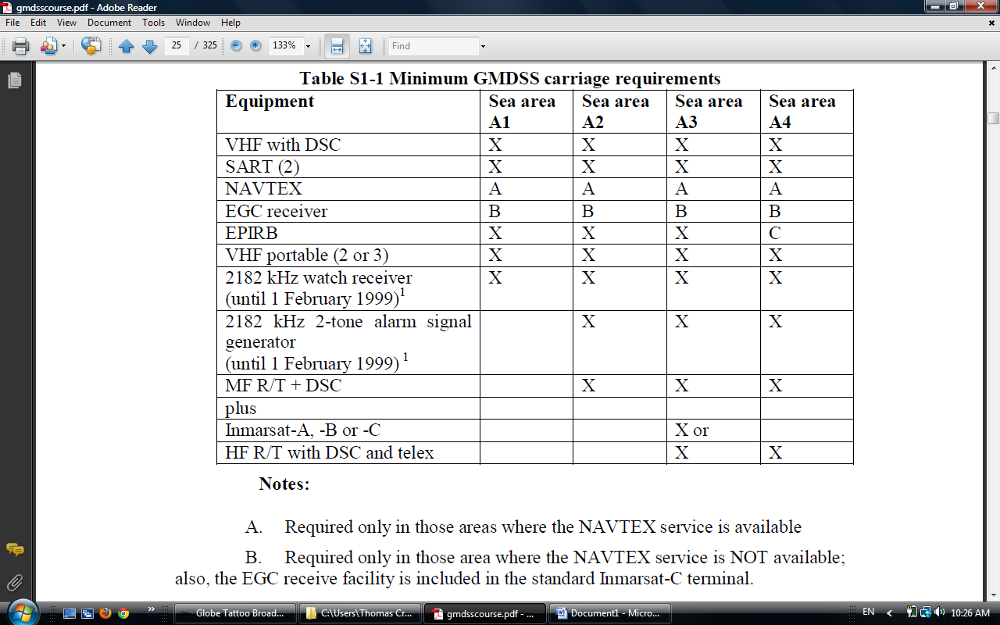 gmdsscourse.pdf - Adobe Reader
File Edit View Document Tools Window Help
25 / 325 133% Find
Table S1-1 Minimum GMDSS carriage requirements
Equipment Sea area A1 Sea area A2 Sea area A3 Sea area A4
VHF with DSC X X X X
SART (2) X X X X
NAVTEX A A A A
EGC receiver B B B B
EPIRB X X X C
VHF portable (2 or 3) X X X X
2182 kHz watch receiver X X X X
(until 1 February 1999)1
2182 kHz 2-tone alarm signal X X X
generator
(until 1 February 1999) 1
MF R/T + DSC X X X
plus
Inmarsat-A, -B or -C X or
HF R/T with DSC and telex X X
Notes:
A. Required only in those areas where the NAVTEX service is available
B. Required only in those area where the NAVTEX service is NOT available;
also, the EGC receive facility is included in the standard Inmarsat-C terminal.
Globe Tattoo Broad... C:\Users\Thomas Cr... gmdsscourse.pdf - ... Document1 - Micro... EN 10:26 AM